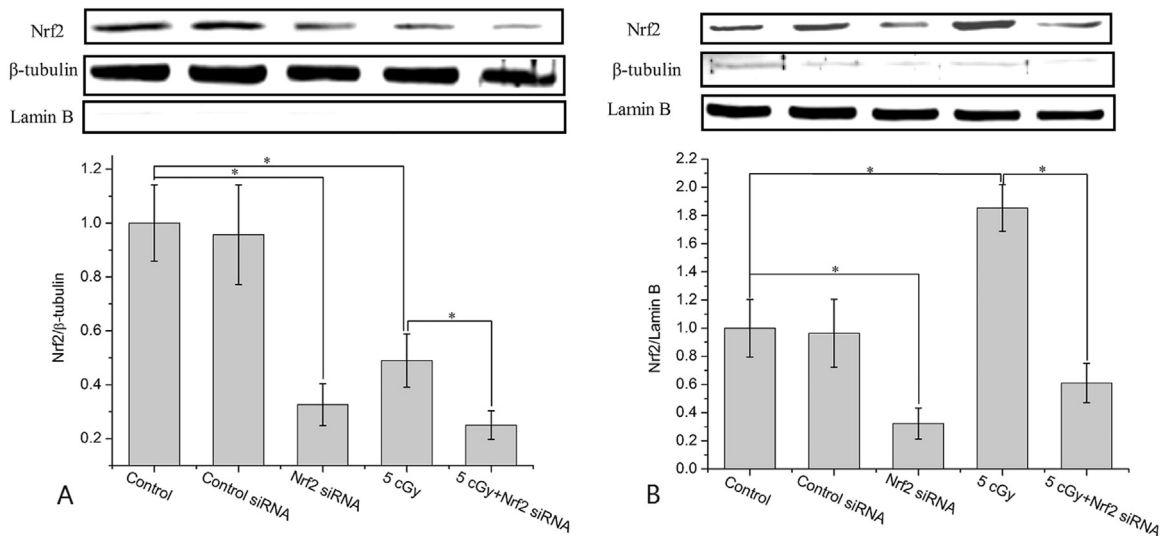 Nrf2
β-tubulin
Lamin B
Nrf2/β-tubulin
1.2
1.0
0.8
0.6
0.4
0.2
*
*
*
Control
Control siRNA
Nrf2 siRNA
5 cGy
5 cGy+Nrf2 siRNA
A
Nrf2
β-tubulin
Lamin B
Nrf2/Lamin B
2.2
2.0
1.8
1.6
1.4
1.2
1.0
0.8
0.6
0.4
0.2
0.0
*
*
*
Control
Control siRNA
Nrf2 siRNA
5 cGy
5 cGy+Nrf2 siRNA
B